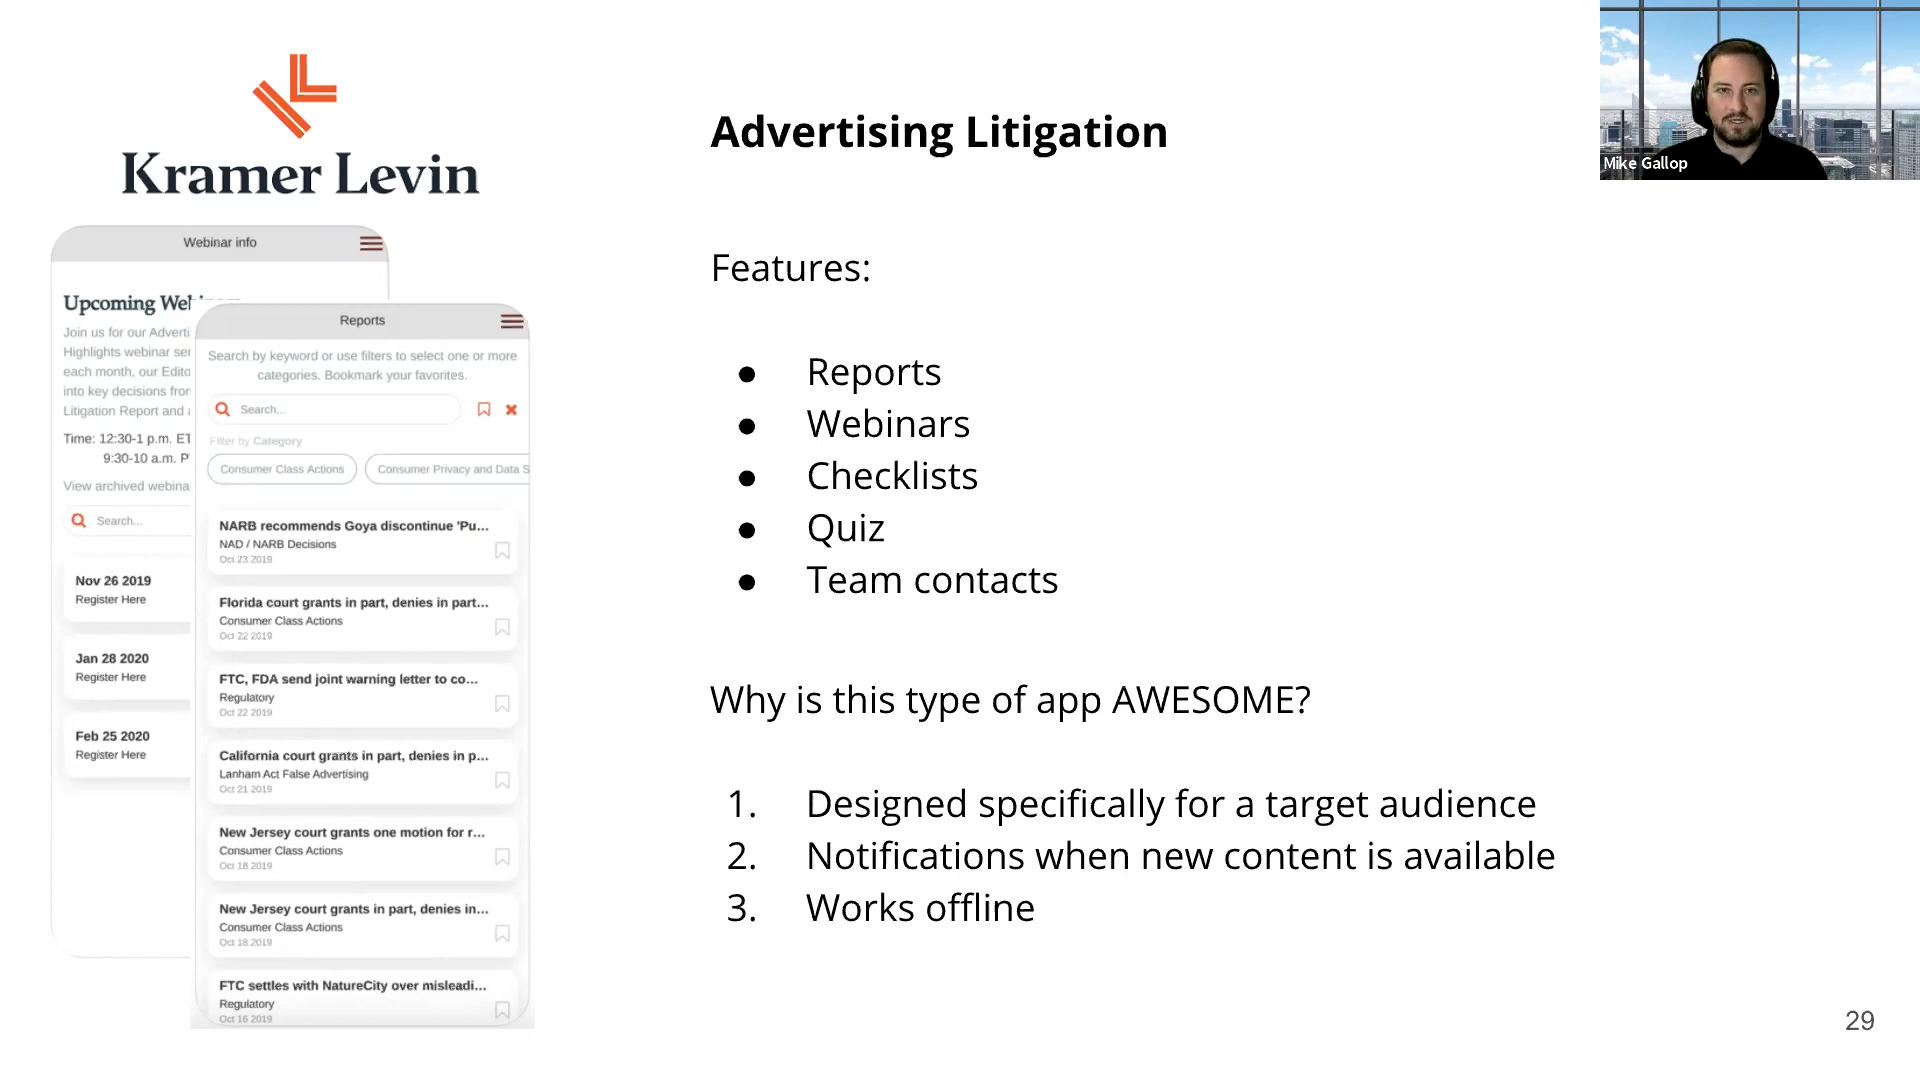 Kramer Levin
Advertising Litigation
Mike Gallop
Features:
● Reports
● Webinars
● Checklists
● Quiz
● Team contacts
Why is this type of app AWESOME?
1. Designed specifically for a target audience
2. Notifications when new content is available
3. Works offline
Webinar info
Upcoming
Join us for our
Highlights webinar
each month, our
into key decisions
Litigation Report and
Time: 12:30-1 p.m. ET
9:30-10 a.m.
View archived
Search...
Nov 26 2019
Register Here
Jan 28 2020
Register Here
Feb 25 2020
Register Here
Reports
Search by keyword or use filters to select one or more
categories. Bookmark your favorites.
Search...
Filter by Category
Consumer Class Actions
Consumer Privacy and Data S
NARB recommends Goya discontinue 'Pu...
NAD / NARB Decisions
Oct 23 2019
Florida court grants in part, denies in part...
Consumer Class Actions
Oct 22 2019
FTC, FDA send joint warning letter to co...
Regulatory
Oct 22 2019
California court grants in part, denies in p...
Lanham Act False Advertising
Oct 21 2019
New Jersey court grants one motion for r...
Consumer Class Actions
Oct 18 2019
New Jersey court grants in part, denies in...
Consumer Class Actions
Oct 18 2019
FTC settles with NatureCity over misleadi...
Regulatory
Oct 16 2019
29